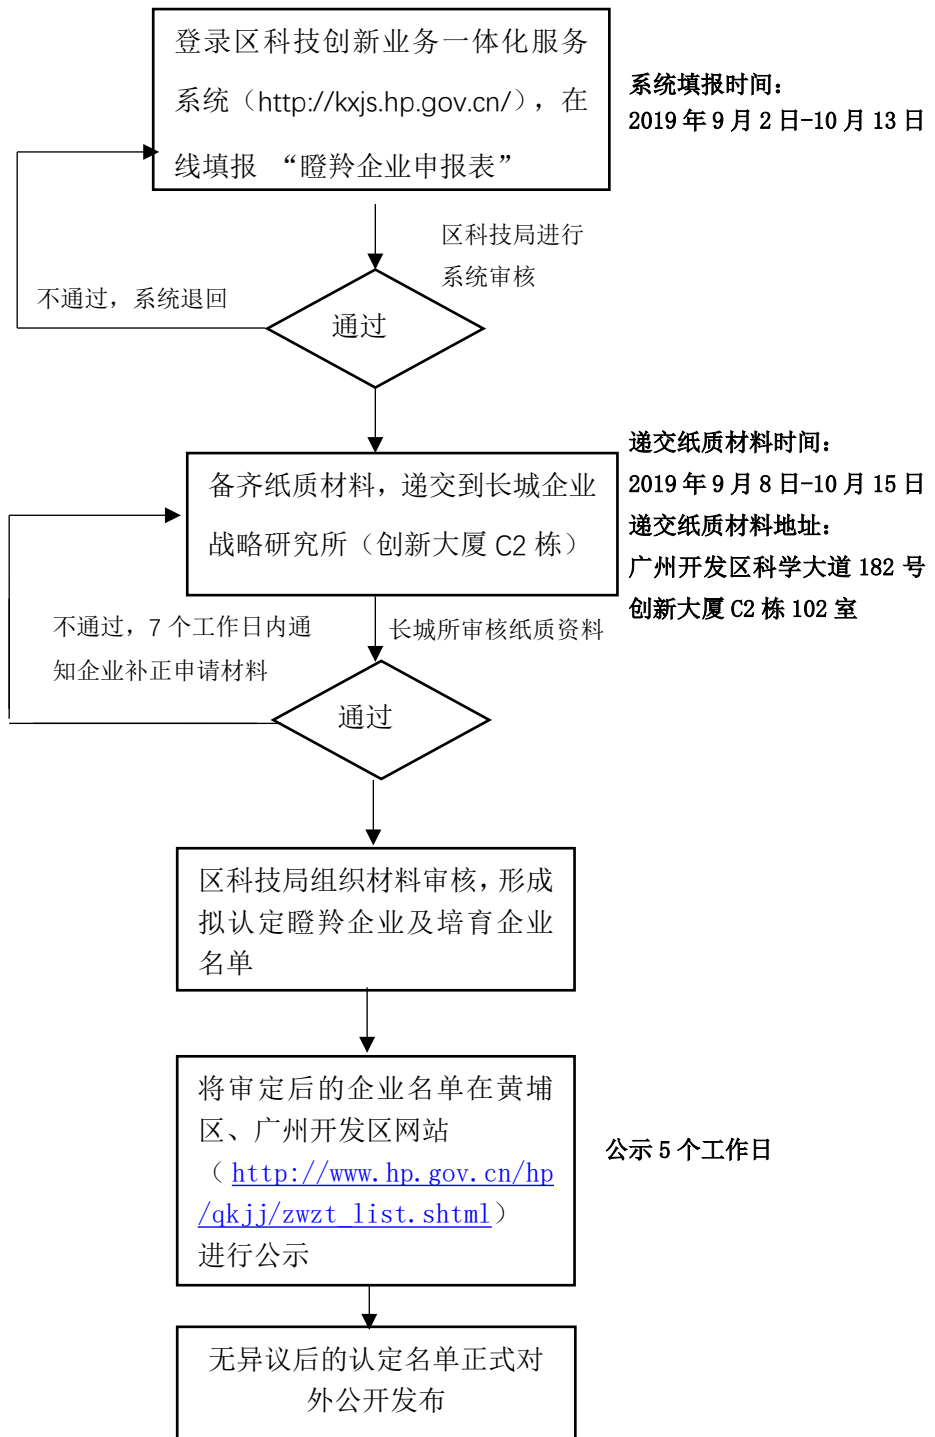 登录区科技创新业务一体化服务
系统（http://kxjs.hp.gov.cn/），在
线填报 “瞪羚企业申报表”
系统填报时间：
2019 年 9 月 2 日-10 月 13 日
区科技局进行
系统审核
不通过，系统退回
通过
备齐纸质材料，递交到长城企业
战略研究所（创新大厦 C2 栋）
递交纸质材料时间：
2019 年 9 月 8 日-10 月 15 日
递交纸质材料地址：
广州开发区科学大道 182 号
创新大厦 C2 栋 102 室
不通过，7 个工作日内通
知企业补正申请材料
长城所审核纸质资料
通过
区科技局组织材料审核，形成
拟认定瞪羚企业及培育企业
名单
将审定后的企业名单在黄埔
区、广州开发区网站
（http://www.hp.gov.cn/hp
/qkjj/zwzt_list.shtml）
进行公示
公示 5 个工作日
无异议后的认定名单正式对
外公开发布